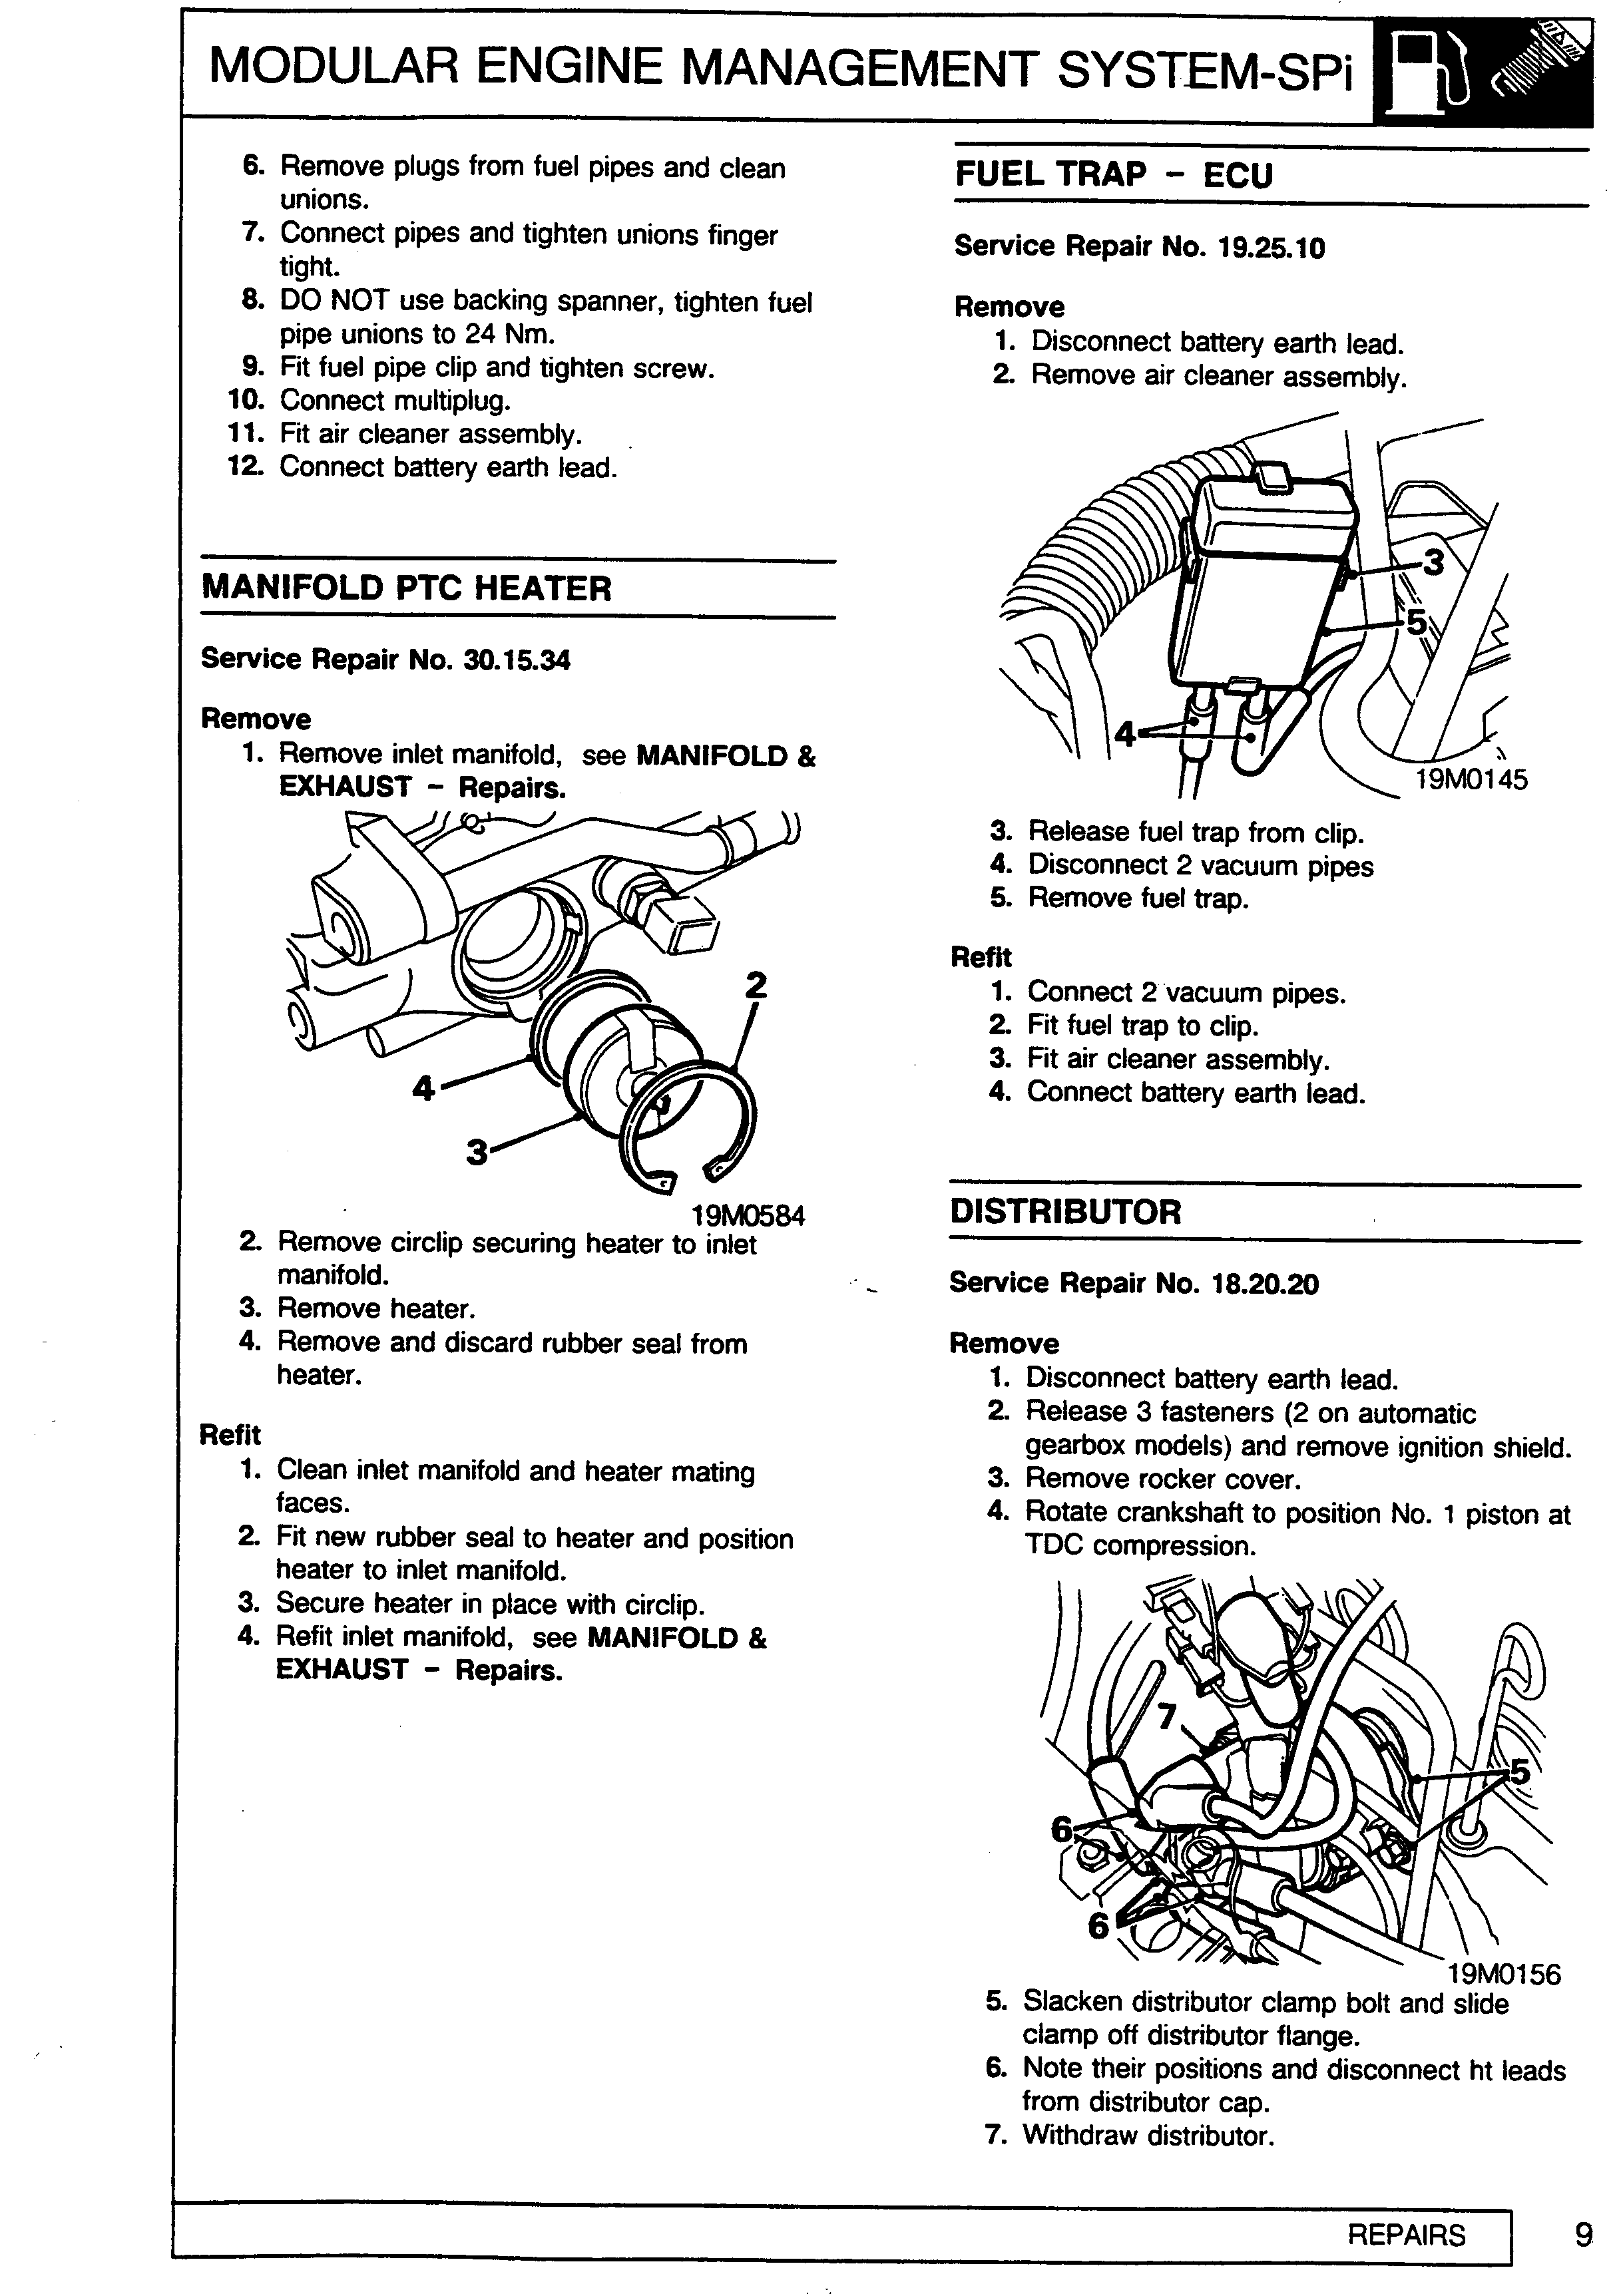 MODULAR ENGINE MANAGEMENT SYSTEM-SPi
6. Remove plugs from fuel pipes and clean
unions.
7. Connect pipes and tighten unions finger
tight.
8. DO NOT use backing spanner, tighten fuel
pipe unions to 24 Nm.
9. Fit fuel pipe clip and tighten screw.
10. Connect multiplug.
11. Fit air cleaner assembly.
12. Connect battery earth lead.
MANIFOLD PTC HEATER
Service Repair No. 30.15.34
Remove
1. Remove inlet manifold, see MANIFOLD &
EXHAUST - Repairs.
2
4
3
19M0584
2. Remove circlip securing heater to inlet
manifold.
3. Remove heater.
4. Remove and discard rubber seal from
heater.
Refit
1. Clean inlet manifold and heater mating
faces.
2. Fit new rubber seal to heater and position
heater to inlet manifold.
3. Secure heater in place with circlip.
4. Refit inlet manifold, see MANIFOLD &
EXHAUST - Repairs.
FUEL TRAP - ECU
Service Repair No. 19.25.10
Remove
1. Disconnect battery earth lead.
2. Remove air cleaner assembly.
3
5
4
19M0145
3. Release fuel trap from clip.
4. Disconnect 2 vacuum pipes
5. Remove fuel trap.
Refit
1. Connect 2 vacuum pipes.
2. Fit fuel trap to clip.
3. Fit air cleaner assembly.
4. Connect battery earth lead.
DISTRIBUTOR
Service Repair No. 18.20.20
Remove
1. Disconnect battery earth lead.
2. Release 3 fasteners (2 on automatic
gearbox models) and remove ignition shield.
3. Remove rocker cover.
4. Rotate crankshaft to position No. 1 piston at
TDC compression.
7
5
6
6
19M0156
5. Slacken distributor clamp bolt and slide
clamp off distributor flange.
6. Note their positions and disconnect ht leads
from distributor cap.
7. Withdraw distributor.
REPAIRS
9